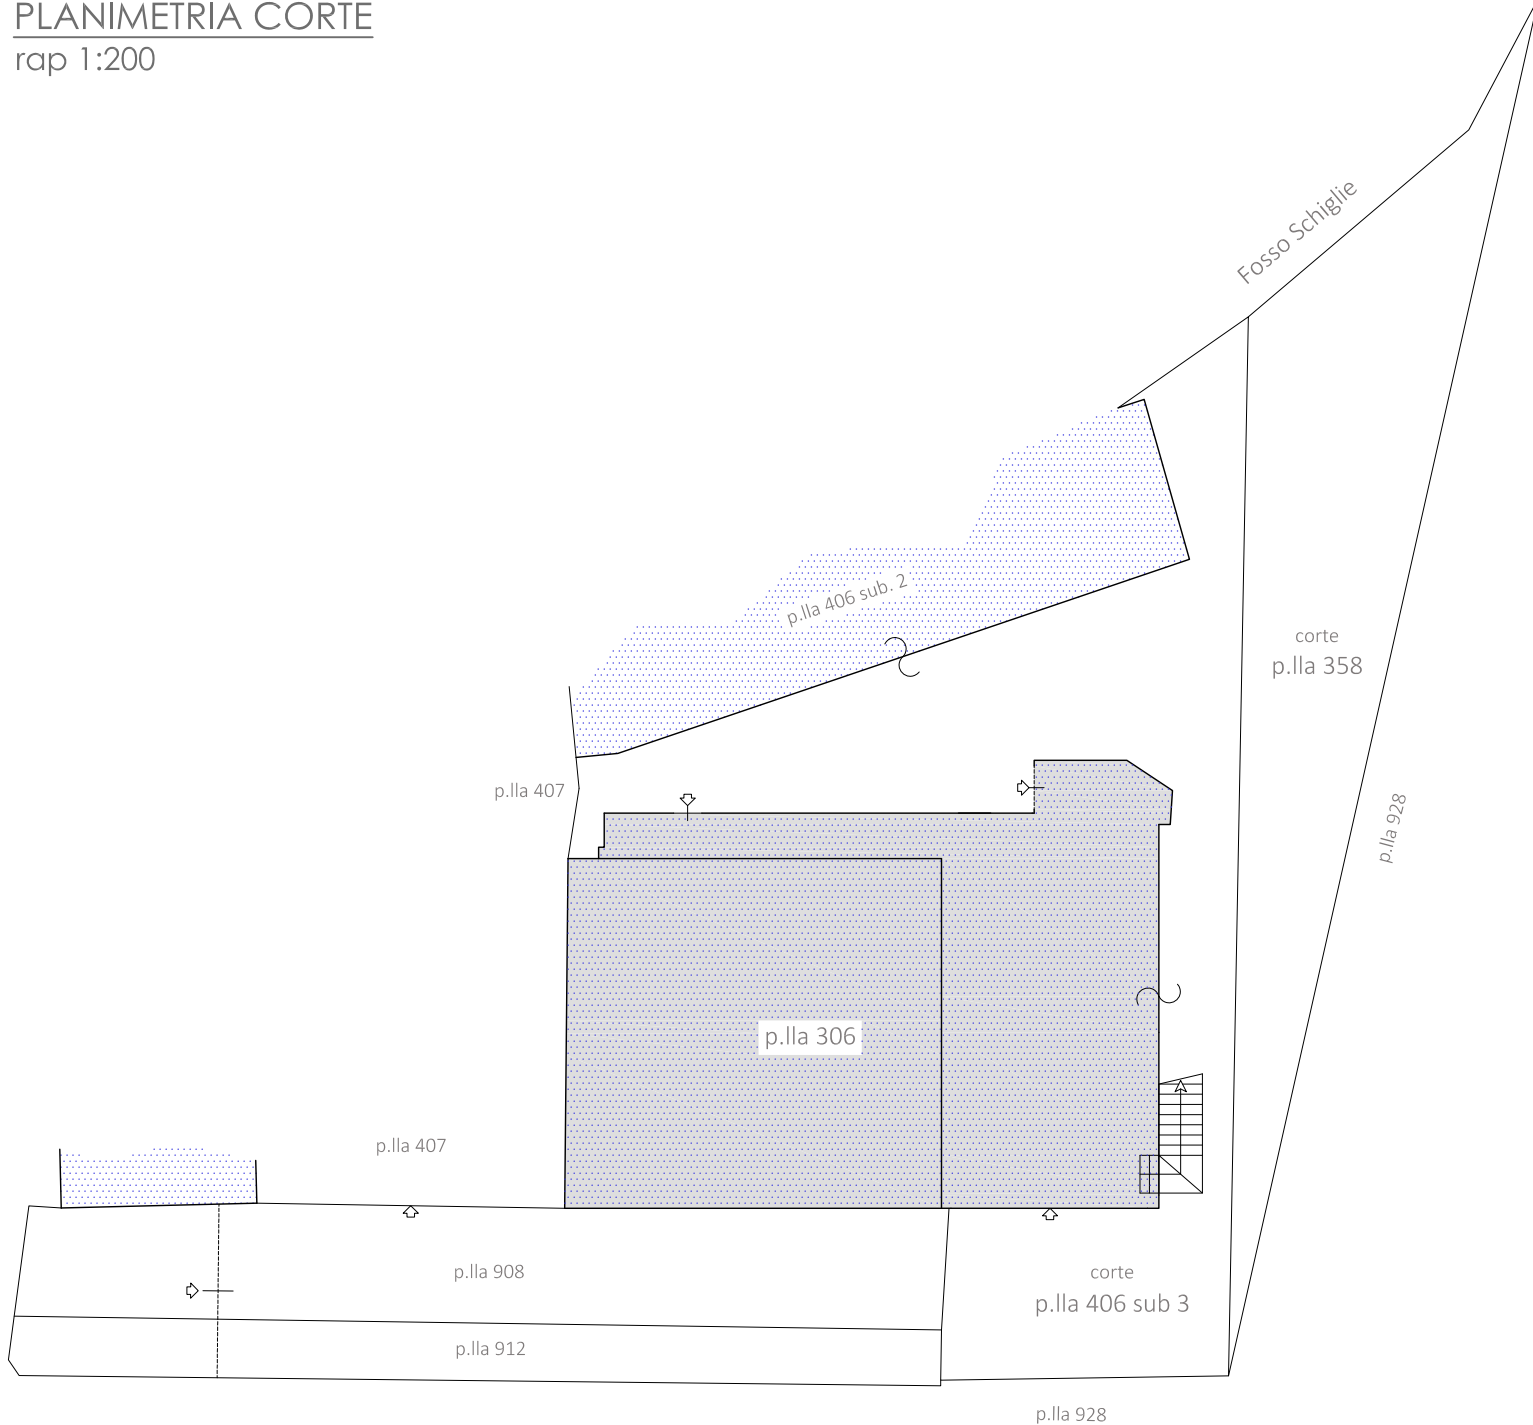 PLANIMETRIA CORTE
rap 1:200
Fosso Schiglie
p.lla 406 sub. 2
corte
p.lla 358
p.lla 407
p.lla 928
p.lla 306
p.lla 407
p.lla 908
corte
p.lla 406 sub 3
p.lla 912
p.lla 928